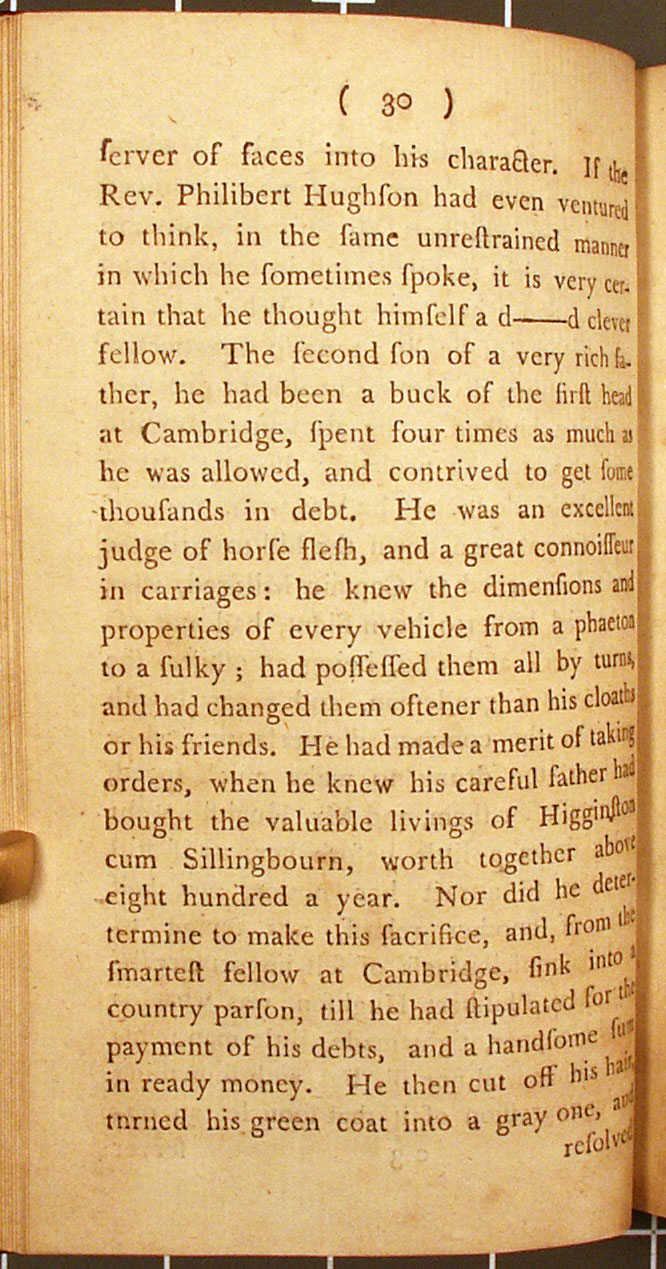 ( 30 )
ſerver of faces into his character. If the
Rev. Philibert Hughſon had even ventured
to think, in the ſame unreſtrained manner
in which he ſometimes ſpoke, it is very cer-
tain that he thought himſelf a d——d clever
fellow. The ſecond ſon of a very rich fa-
ther, he had been a buck of the firſt head
at Cambridge, ſpent four times as much as
he was allowed, and contrived to get ſome
thouſands in debt. He was an excellent
judge of horſe fleſh, and a great connoiſſeur
in carriages: he knew the dimenſions and
properties of every vehicle from a phaeton
to a ſulky; had poſſeſſed them all by turns,
and had changed them oftener than his cloaths
or his friends. He had made a merit of taking
orders, when he knew his careful father had
bought the valuable livings of Higginſton
cum Sillingbourn, worth together above
eight hundred a year. Nor did he deter-
termine to make this ſacrifice, and, from the
ſmarteſt fellow at Cambridge, ſink into a
country parſon, till he had ſtipulated for the
payment of his debts, and a handſome ſum
in ready money. He then cut off his hair,
turned his green coat into a gray one, and
reſolved